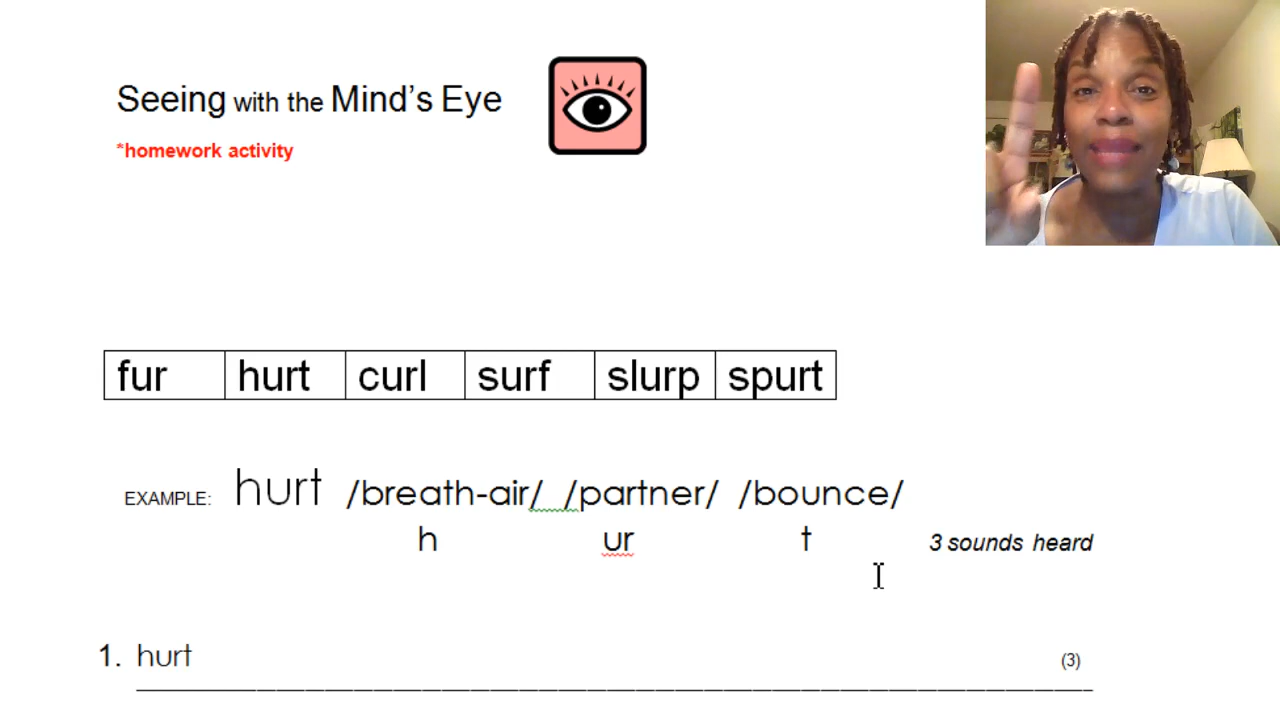 Seeing with the Mind's Eye
*homework activity
fur hurt curl surf slurp spurt
EXAMPLE: hurt /breath-air/ /partner/ /bounce/
h ur t 3 sounds heard
1. hurt (3)